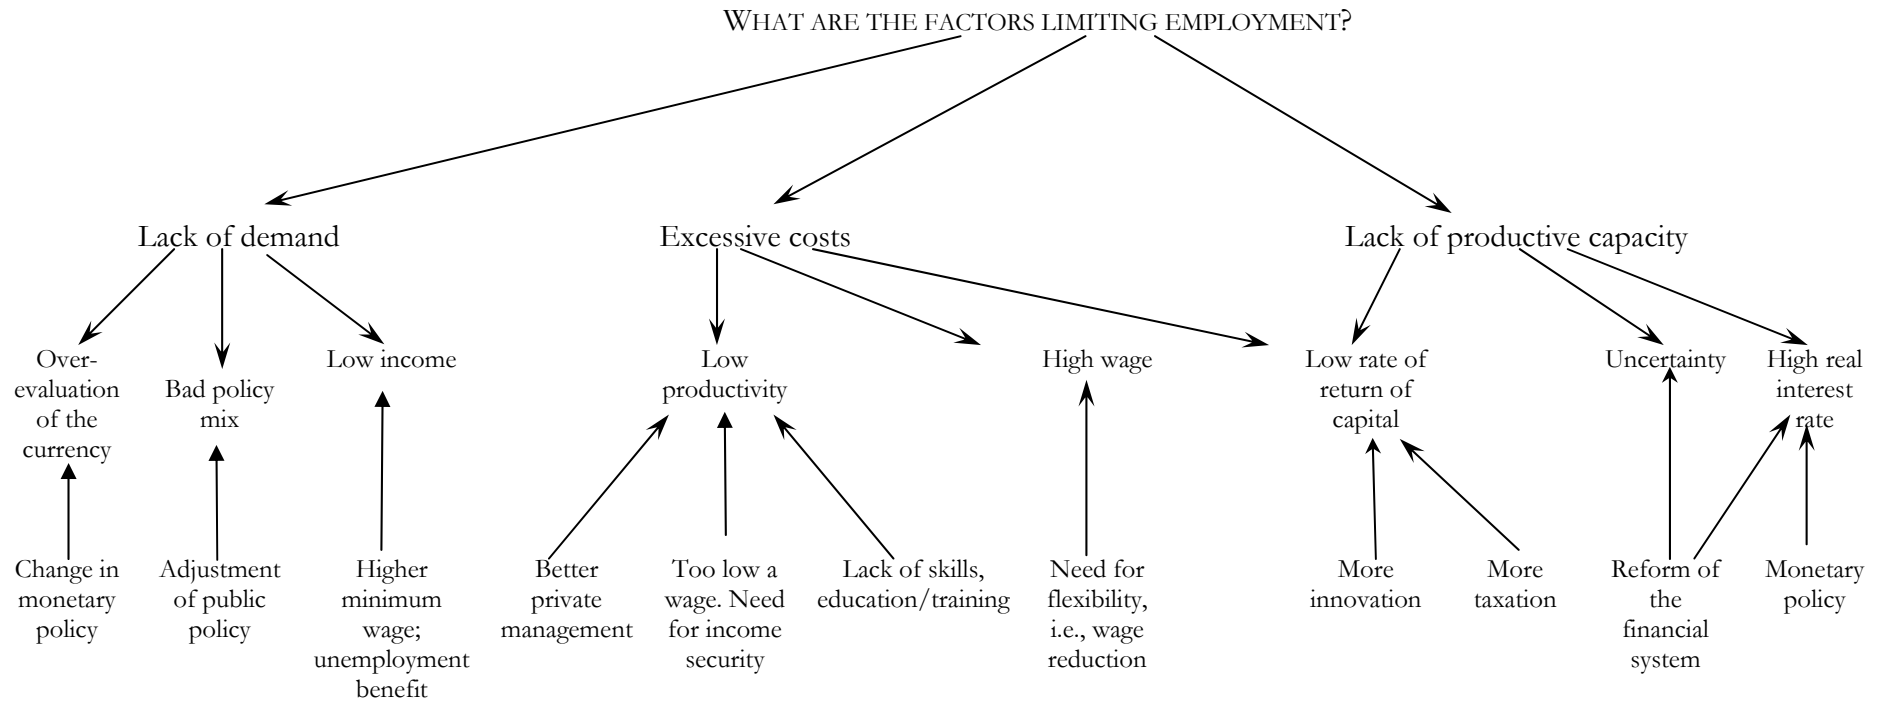 WHAT ARE THE FACTORS LIMITING EMPLOYMENT?
Lack of demand
Excessive costs
Lack of productive capacity
Over-
evaluation
of the
currency
Bad policy
mix
Low income
Low
productivity
High wage
Low rate of
return of
capital
Uncertainty
High real
interest
rate
Change in
monetary
policy
Adjustment
of public
policy
Higher
minimum
wage;
unemployment
benefit
Better
private
management
Too low a
wage. Need
for income
security
Lack of skills,
education/training
Need for
flexibility,
i.e., wage
reduction
More
innovation
More
taxation
Reform of
the
financial
system
Monetary
policy